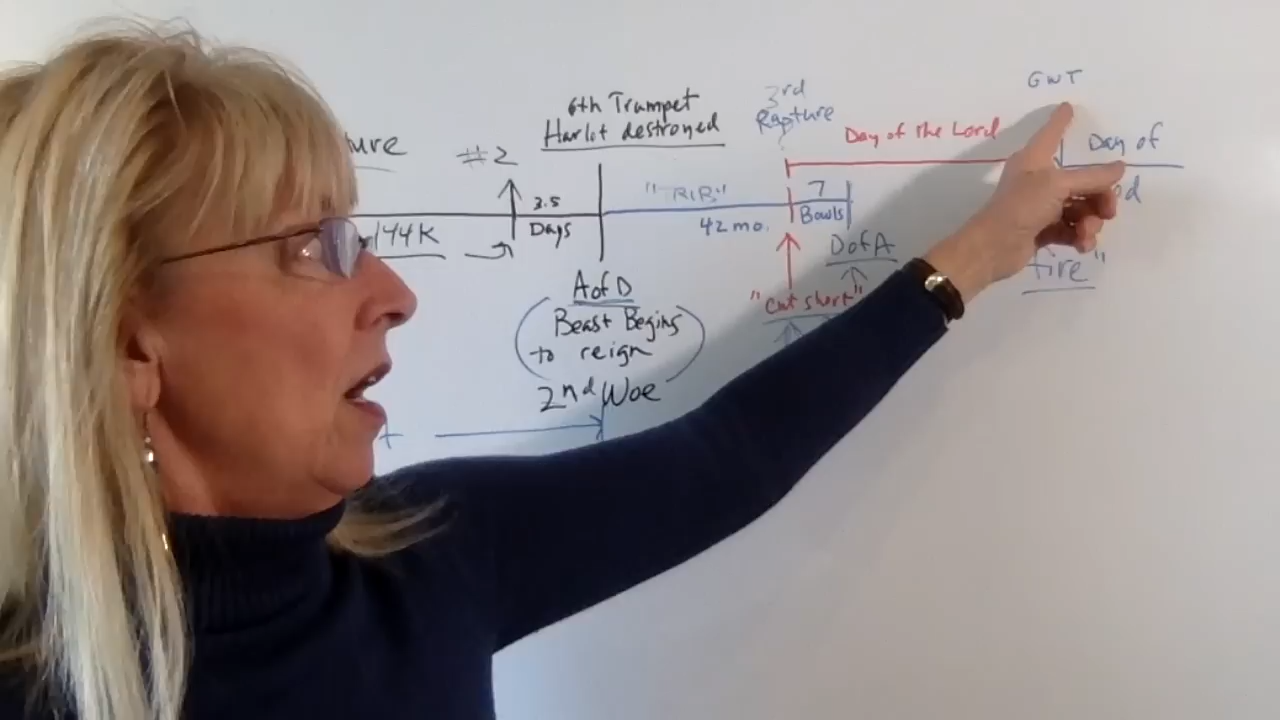 ure
#2
6th Trumpet
Harlot destroyed
3rd
Rapture
Day of the Lord
GWT
Day of
d
fire"
144K
3.5
Days
"TRIB"
42 mo.
7
Bowls
DofA
"cut short"
AofD
Beast Begins
to reign
2nd Woe